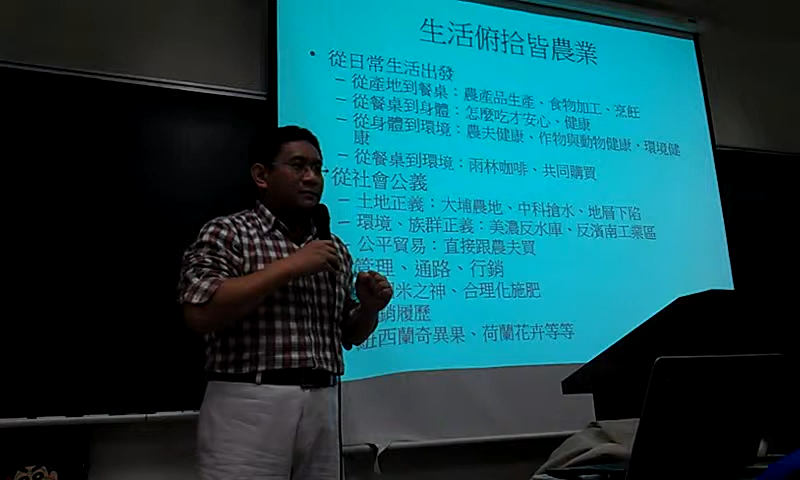 生活俯拾皆農業
• 從日常生活出發
– 從產地到餐桌：農產品生產、食物加工、烹飪
– 從餐桌到身體：怎麼吃才安心、健康
– 從身體到環境：農夫健康、作物與動物健康、環境健
康
– 從餐桌到環境：雨林咖啡、共同購買
從社會公義
– 土地正義：大埔農地、中科搶水、地層下陷
– 環境、族群正義：美濃反水庫、反濱南工業區
– 公平貿易：直接跟農夫買
管理、通路、行銷
米之神、合理化施肥
銷履歷
紐西蘭奇異果、荷蘭花卉等等